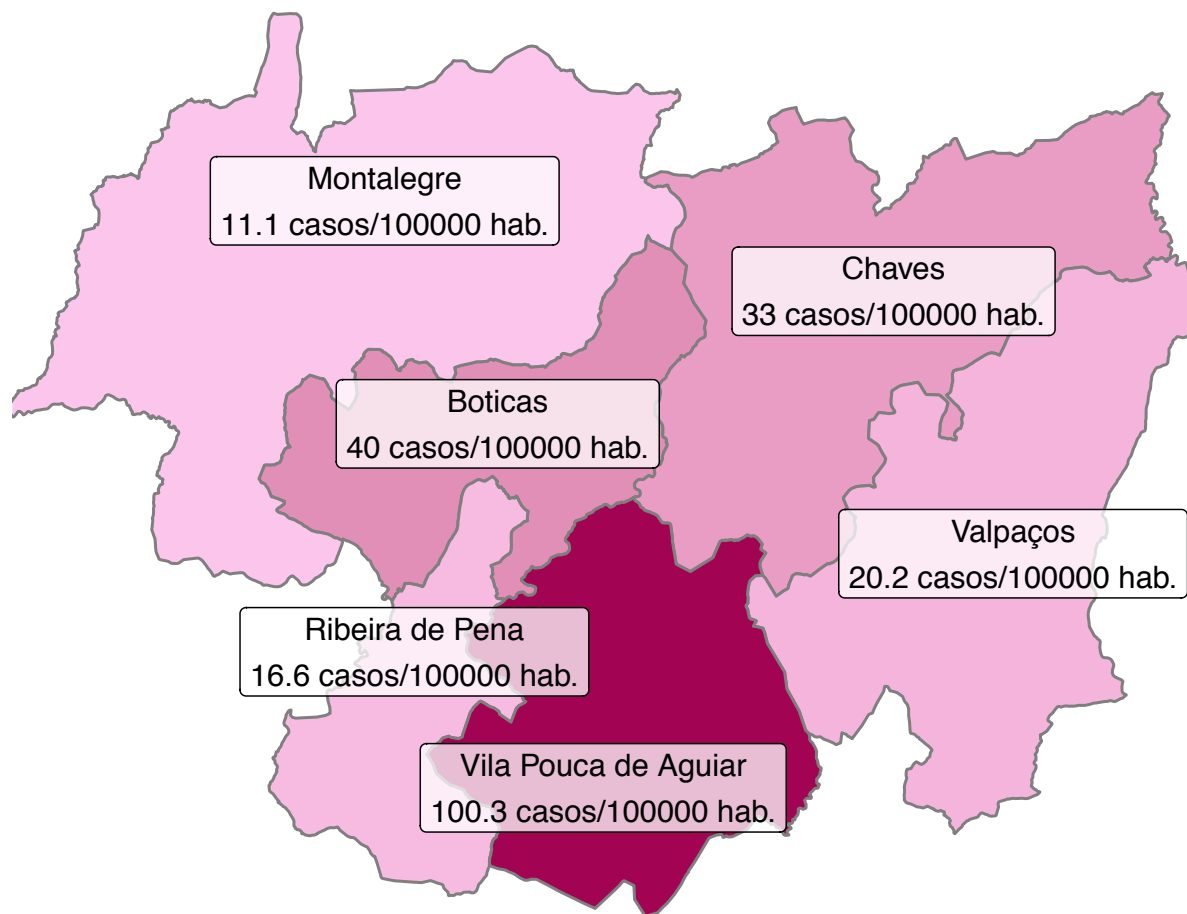 Montalegre
11.1 casos/100000 hab.
Chaves
33 casos/100000 hab.
Boticas
40 casos/100000 hab.
Valpaços
20.2 casos/100000 hab.
Ribeira de Pena
16.6 casos/100000 hab.
Vila Pouca de Aguiar
100.3 casos/100000 hab.